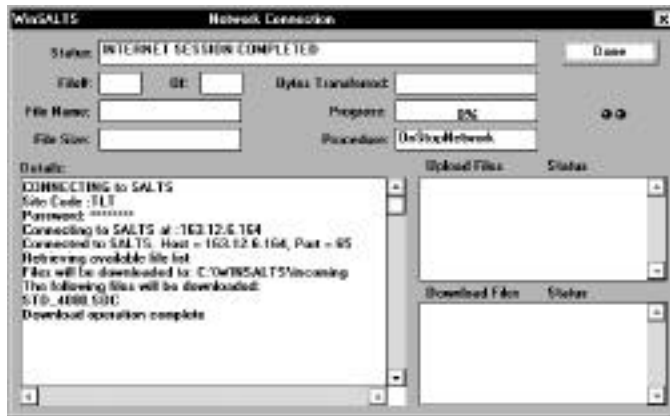 WinSALTS Network Connection
Status: INTERNET SESSION COMPLETED
Done
File#: Of: Bytes Transferred:
File Name: Progress: 0%
File Size: Procedure: OnStopNetwork
Details:
CONNECTING to SALTS
Site Code :TLT
Password: ********
Connecting to SALTS at :163.12.6.164
Connected to SALTS. Host = 163.12.6.164, Port = 65
Retrieving available file list
Files will be downloaded to: C:\WINSALTS\incoming
The following files will be downloaded:
Download operation complete
Upload Files Status
Download Files Status